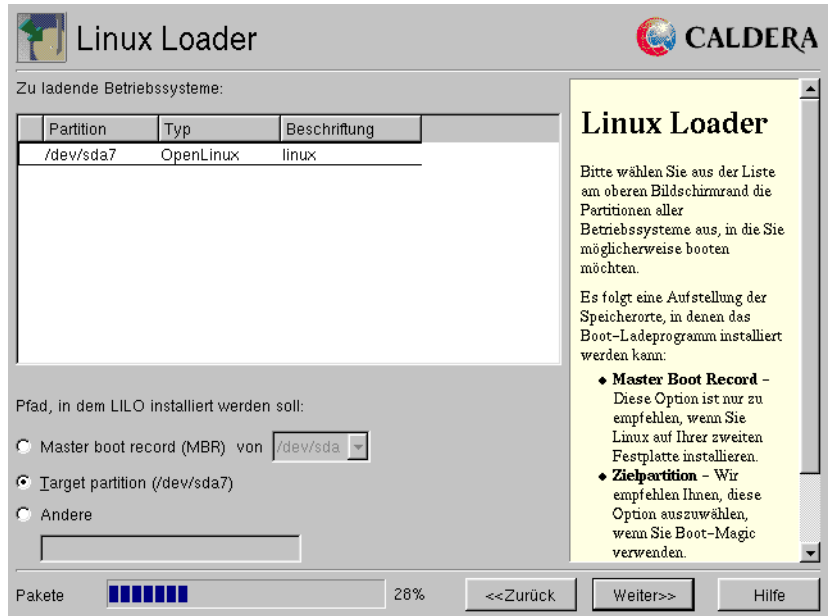 Linux Loader
CALDERA
Zu ladende Betriebssysteme:
Partition Typ Beschriftung
/dev/sda7 OpenLinux linux
Pfad, in dem LILO installiert werden soll:
Master boot record (MBR) von /dev/sda
Target partition (/dev/sda7)
Andere
Linux Loader
Bitte wählen Sie aus der Liste
am oberen Bildschirmrand die
Partitionen aller
Betriebssysteme aus, in die Sie
möglicherweise booten
möchten.
Es folgt eine Aufstellung der
Speicherorte, in denen das
Boot-Ladeprogramm installiert
werden kann:
◆ Master Boot Record –
Diese Option ist nur zu
empfehlen, wenn Sie
Linux auf Ihrer zweiten
Festplatte installieren.
◆ Zielpartition – Wir
empfehlen Ihnen, diese
Option auszuwählen,
wenn Sie Boot-Magic
verwenden.
Pakete 28% <<Zurück Weiter>> Hilfe